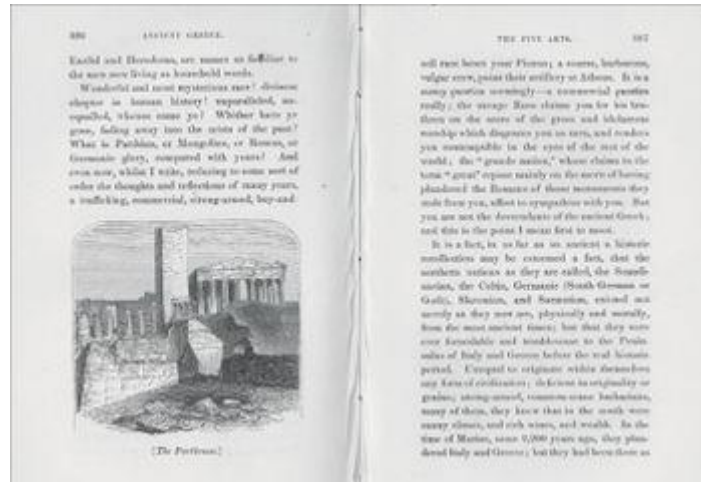 ANCIENT GREECE.
Euclid and Herodotus, are names as familiar to
the men now living as household words.
Wonderful and most mysterious race! divinest
chapter in human history! unparalleled, un-
equalled, whence came ye? Whither have ye
gone, fading away into the mists of the past?
What is Parthian, or Mongolian, or Roman, or
Germanic glory, compared with yours? And
even now, whilst I write, reducing to some sort of
order the thoughts and reflections of many years,
a trafficking, commercial, strong-armed, buy-and-
[The Parthenon.]
THE FINE ARTS.
sell race hover your Piræus; a coarse, barbarous,
vulgar crew, point their artillery at Athens. It is a
money question seemingly—a commercial question
really; the savage Russ claims you for his bre-
thren on the score of the gross and idolatrous
worship which disgraces you as men, and renders
you contemptible in the eyes of the rest of the
world; the "grande nation," whose claims to the
term "great" repose mainly on the merit of having
plundered the Romans of those monuments they
stole from you, affect to sympathise with you. But
you are not the descendants of the ancient Greek;
and this is the point I mean first to moot.
It is a fact, in so far as so ancient a historic
recollection may be esteemed a fact, that the
northern nations as they are called, the Scandi-
navian, the Celtic, Germanic (South German or
Goth), Slavonian, and Sarmatian, existed not
merely as they now are, physically and morally,
from the most ancient times; but that they were
ever formidable and troublesome to the Penin-
sulas of Italy and Greece before the real historic
period. Unequal to originate within themselves
any form of civilization; deficient in originality or
genius; strong-armed, common-sense barbarians,
many of them, they knew that in the south were
sunny climes, and rich wines, and wealth. In the
time of Marius, some 2,000 years ago, they plun-
dered Italy and Greece; but they had been there as